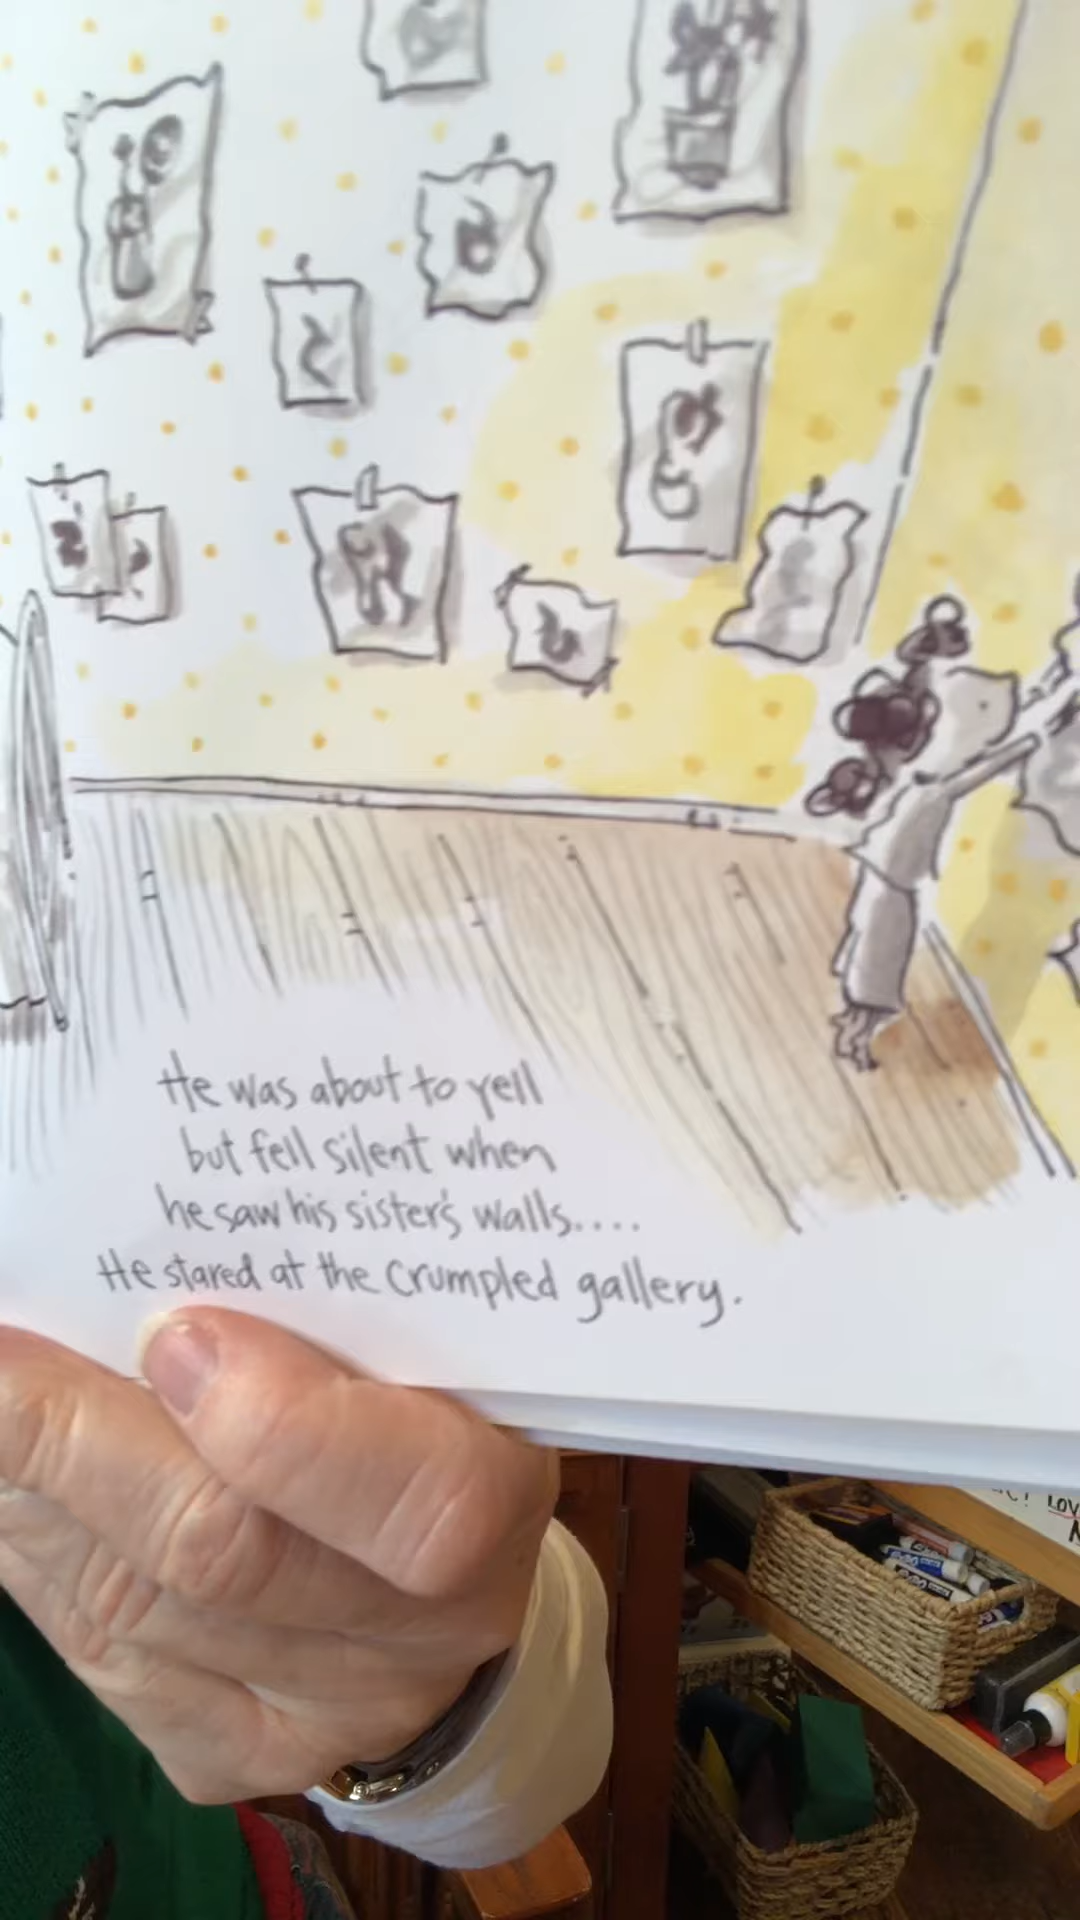 He was about to yell
but fell silent when
he saw his sister's walls....
He stared at the crumpled gallery.